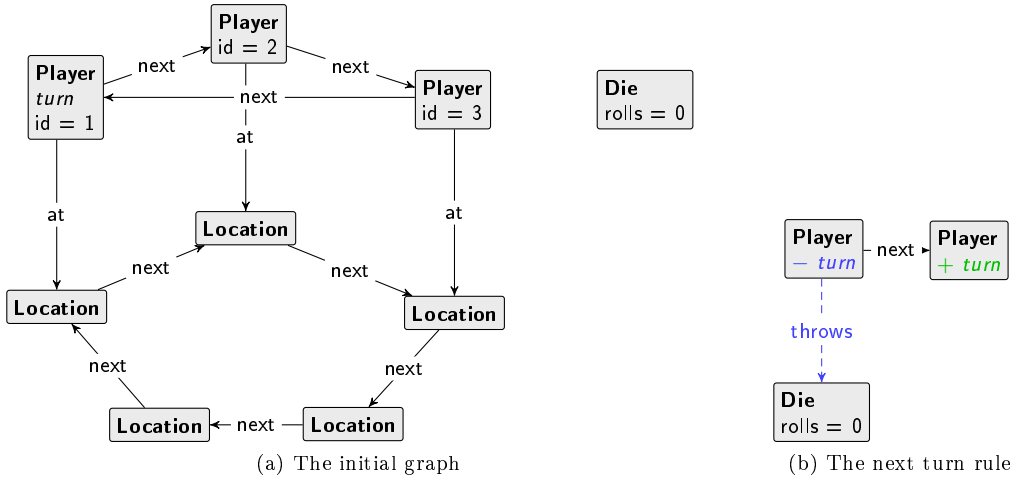 Player
id = 2
next
next
Player
turn
id = 1
next
Player
id = 3
Die
rolls = 0
at
at
at
Location
next
next
Location
Location
next
next
Location
next
Location
(a) The initial graph
Player
− turn
next
Player
+ turn
throws
Die
rolls = 0
(b) The next turn rule